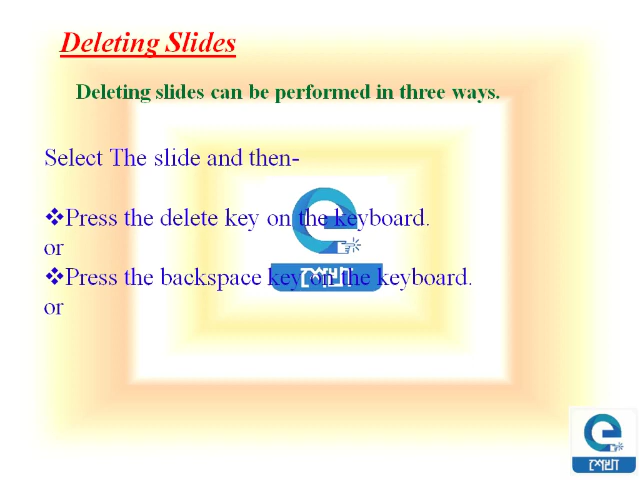 Deleting Slides
Deleting slides can be performed in three ways.
Select The slide and then-
❖Press the delete key on the keyboard.
or
❖Press the backspace key on the keyboard.
or